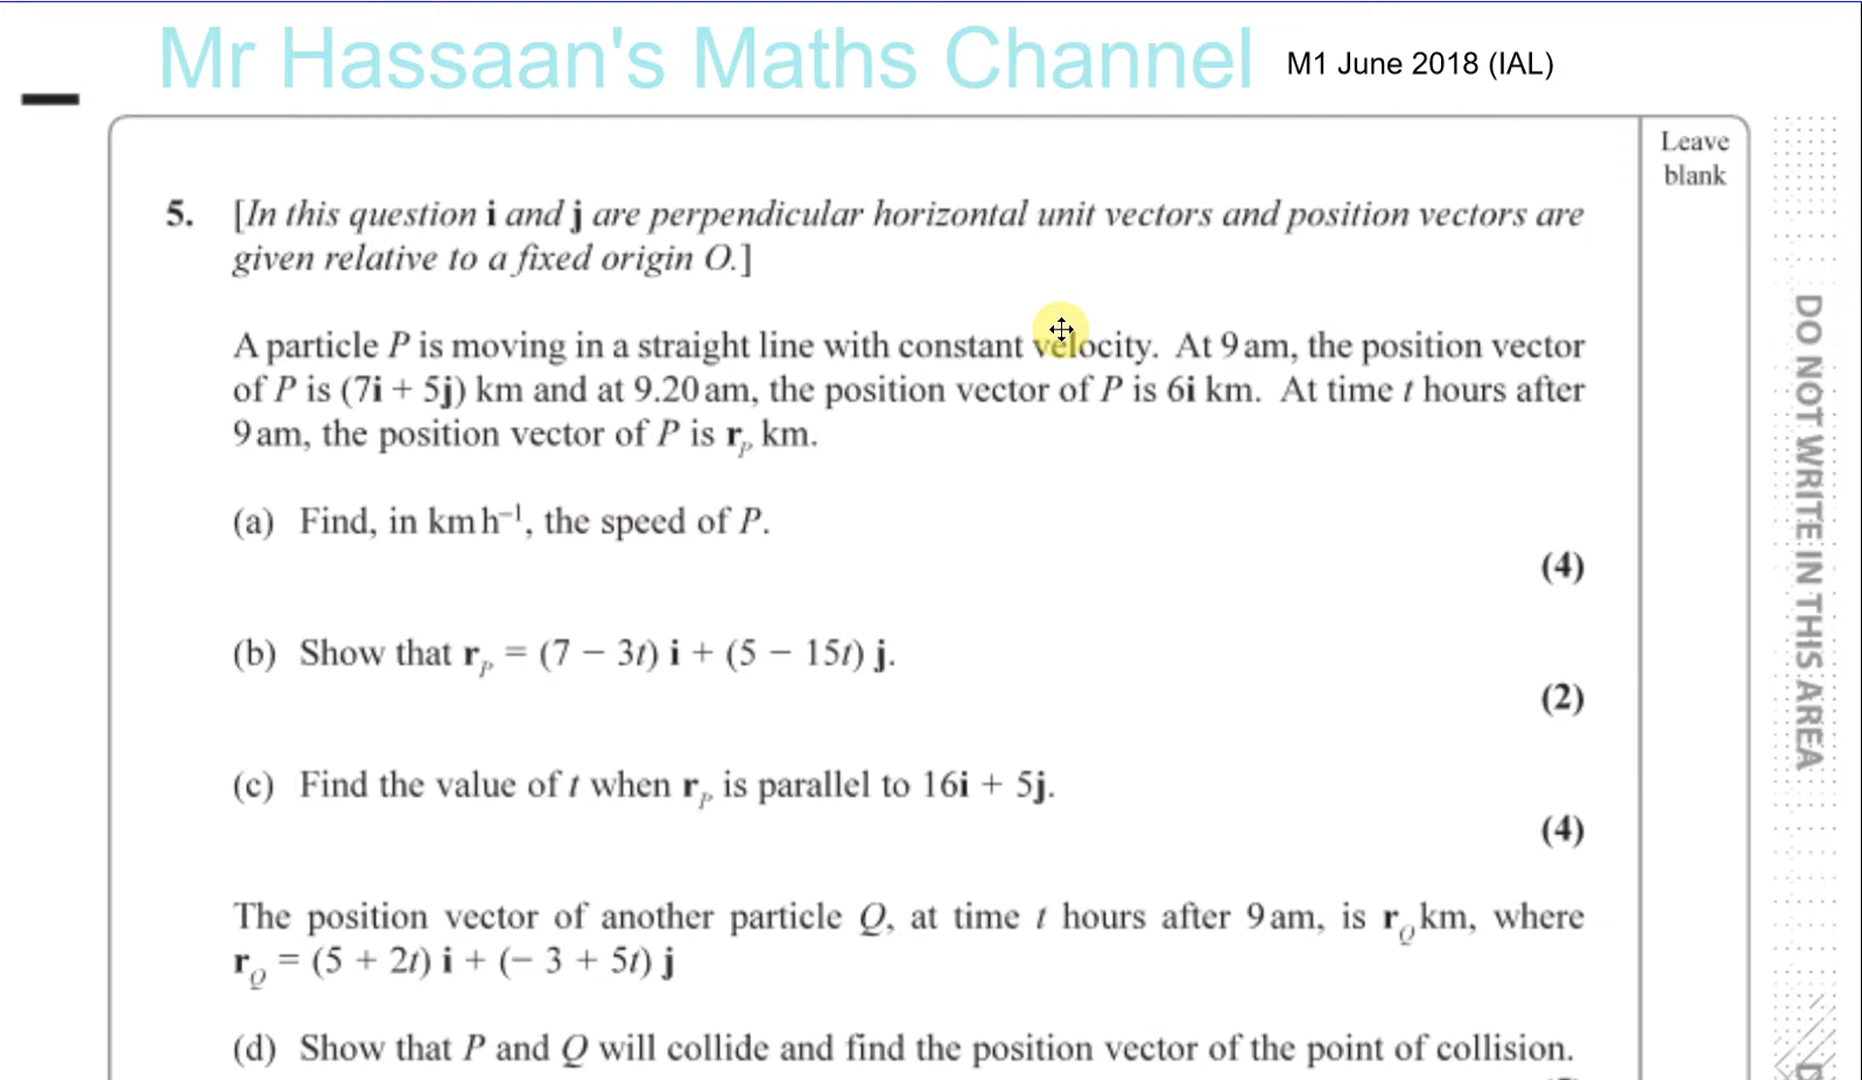 Mr Hassaan's Maths Channel M1 June 2018 (IAL)
Leave
blank
5. [In this question i and j are perpendicular horizontal unit vectors and position vectors are
given relative to a fixed origin O.]
A particle P is moving in a straight line with constant velocity. At 9 am, the position vector
of P is (7i + 5j) km and at 9.20 am, the position vector of P is 6i km. At time t hours after
9 am, the position vector of P is r_P km.
(a) Find, in km h⁻¹, the speed of P.
(4)
(b) Show that r_P = (7 − 3t) i + (5 − 15t) j.
(2)
(c) Find the value of t when r_P is parallel to 16i + 5j.
(4)
The position vector of another particle Q, at time t hours after 9 am, is r_Q km, where
r_Q = (5 + 2t) i + (− 3 + 5t) j
(d) Show that P and Q will collide and find the position vector of the point of collision.
DO NOT WRITE IN THIS AREA